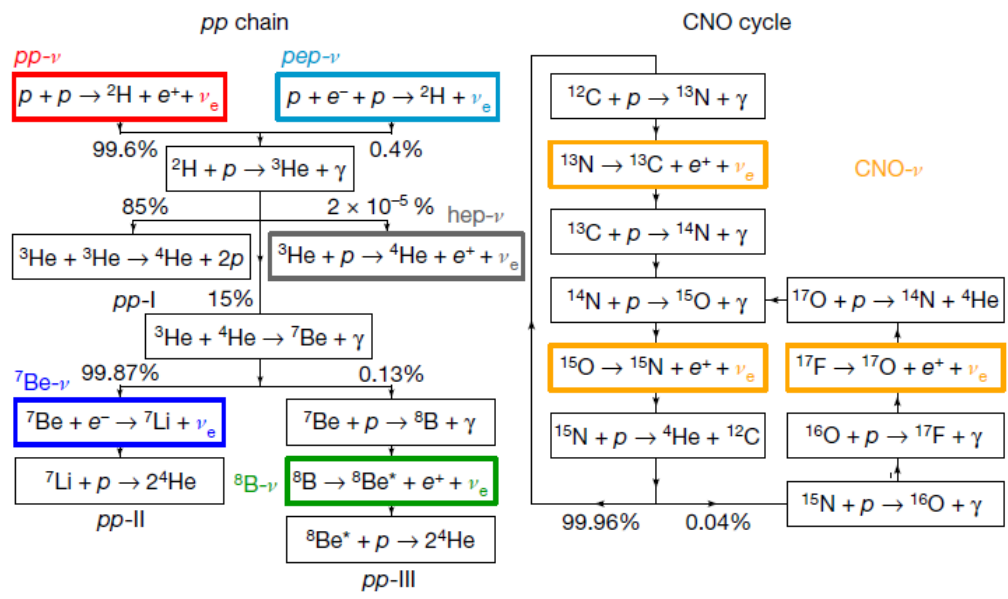 pp chain
pp-ν
pep-ν
p + p → ²H + e⁺ + νₑ
p + e⁻ + p → ²H + νₑ
99.6%
0.4%
²H + p → ³He + γ
85%
2 × 10⁻⁵ %
hep-ν
³He + ³He → ⁴He + 2p
³He + p → ⁴He + e⁺ + νₑ
pp-I
15%
³He + ⁴He → ⁷Be + γ
⁷Be-ν
99.87%
0.13%
⁷Be + e⁻ → ⁷Li + νₑ
⁷Be + p → ⁸B + γ
⁷Li + p → 2⁴He
⁸B-ν
⁸B → ⁸Be* + e⁺ + νₑ
pp-II
⁸Be* + p → 2⁴He
pp-III
CNO cycle
¹²C + p → ¹³N + γ
¹³N → ¹³C + e⁺ + νₑ
CNO-ν
¹³C + p → ¹⁴N + γ
¹⁴N + p → ¹⁵O + γ
¹⁷O + p → ¹⁴N + ⁴He
¹⁵O → ¹⁵N + e⁺ + νₑ
¹⁷F → ¹⁷O + e⁺ + νₑ
¹⁵N + p → ⁴He + ¹²C
¹⁶O + p → ¹⁷F + γ
99.96%
0.04%
¹⁵N + p → ¹⁶O + γ